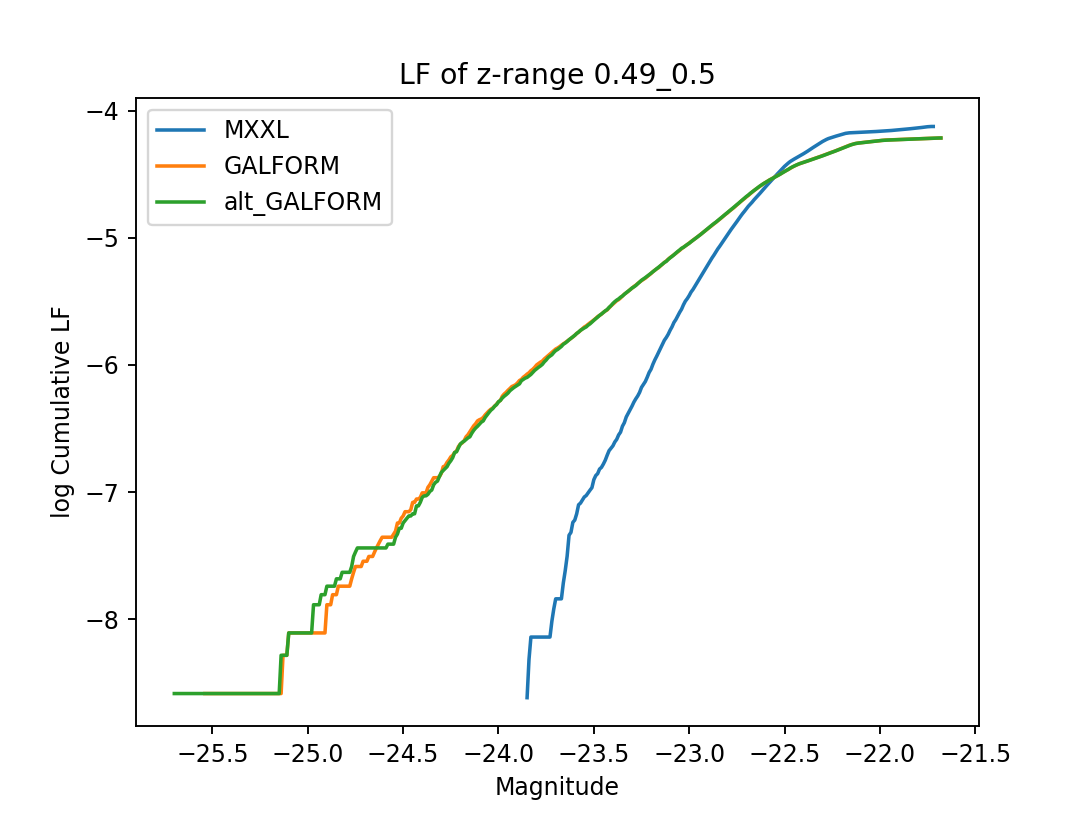 LF of z-range 0.49_0.5
MXXL
GALFORM
alt_GALFORM
log Cumulative LF
−4
−5
−6
−7
−8
−25.5 −25.0 −24.5 −24.0 −23.5 −23.0 −22.5 −22.0 −21.5
Magnitude